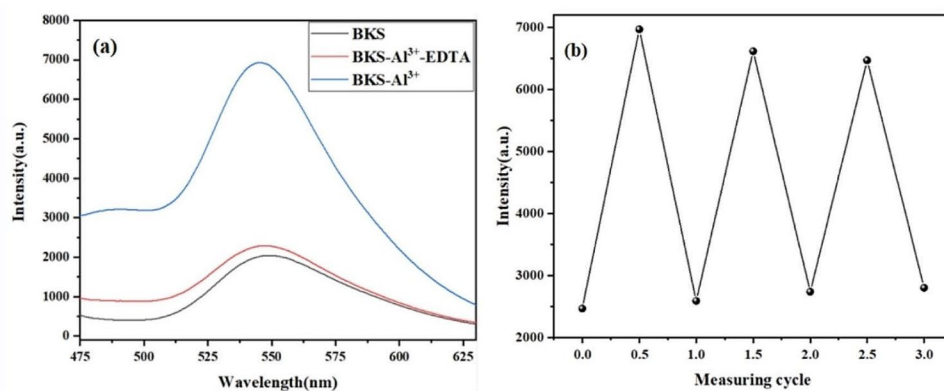 (a)
BKS
BKS-Al³⁺-EDTA
BKS-Al³⁺
Intensity(a.u.)
8000
7000
6000
5000
4000
3000
2000
1000
0
475 500 525 550 575 600 625
Wavelength(nm)
(b)
Intensity(a.u.)
7000
6000
5000
4000
3000
2000
0.0 0.5 1.0 1.5 2.0 2.5 3.0
Measuring cycle